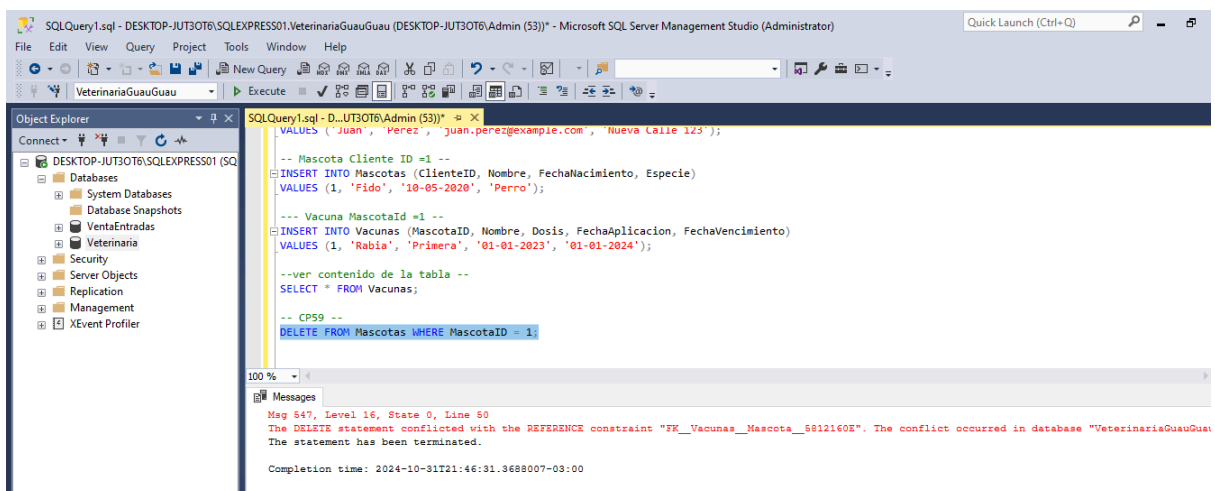 SQLQuery1.sql - DESKTOP-JUT3OT6\SQLEXPRESS01.VeterinariaGuauGuau (DESKTOP-JUT3OT6\Admin (53))* - Microsoft SQL Server Management Studio (Administrator)
Quick Launch (Ctrl+Q)
File Edit View Query Project Tools Window Help
New Query
VeterinariaGuauGuau
Execute
Object Explorer
Connect
DESKTOP-JUT3OT6\SQLEXPRESS01 (SQ
Databases
System Databases
Database Snapshots
VentaEntradas
Veterinaria
Security
Server Objects
Replication
Management
XEvent Profiler
SQLQuery1.sql - D...UT3OT6\Admin (53))*
VALUES ('Juan', 'Perez', 'juan.perez@example.com', 'Nueva Calle 123');
-- Mascota Cliente ID =1 --
INSERT INTO Mascotas (ClienteID, Nombre, FechaNacimiento, Especie)
VALUES (1, 'Fido', '10-05-2020', 'Perro');
--- Vacuna MascotaId =1 --
INSERT INTO Vacunas (MascotaID, Nombre, Dosis, FechaAplicacion, FechaVencimiento)
VALUES (1, 'Rabia', 'Primera', '01-01-2023', '01-01-2024');
--ver contenido de la tabla --
SELECT * FROM Vacunas;
-- CP59 --
DELETE FROM Mascotas WHERE MascotaID = 1;
100 %
Messages
Msg 547, Level 16, State 0, Line 50
The DELETE statement conflicted with the REFERENCE constraint "FK__Vacunas__Mascota__5812160E". The conflict occurred in database "VeterinariaGuauGuau
The statement has been terminated.
Completion time: 2024-10-31T21:46:31.3688007-03:00